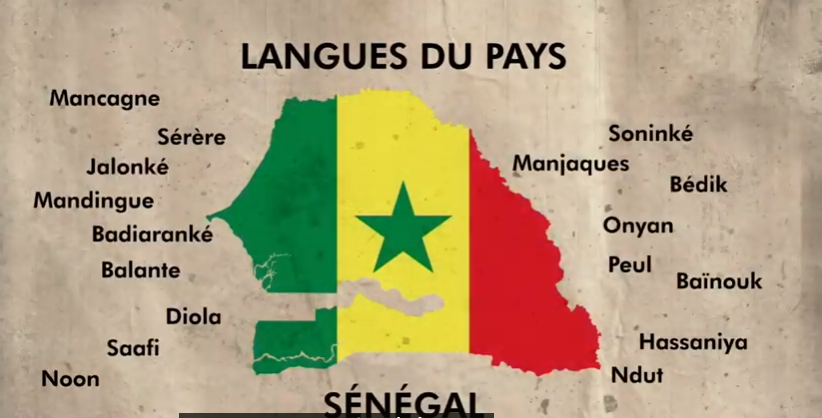 LANGUES DU PAYS
Mancagne
Sérère
Jalonké
Mandingue
Badiaranké
Balante
Diola
Saafi
Noon
Soninké
Manjaques
Bédik
Onyan
Peul
Baïnouk
Hassaniya
Ndut
SÉNÉGAL